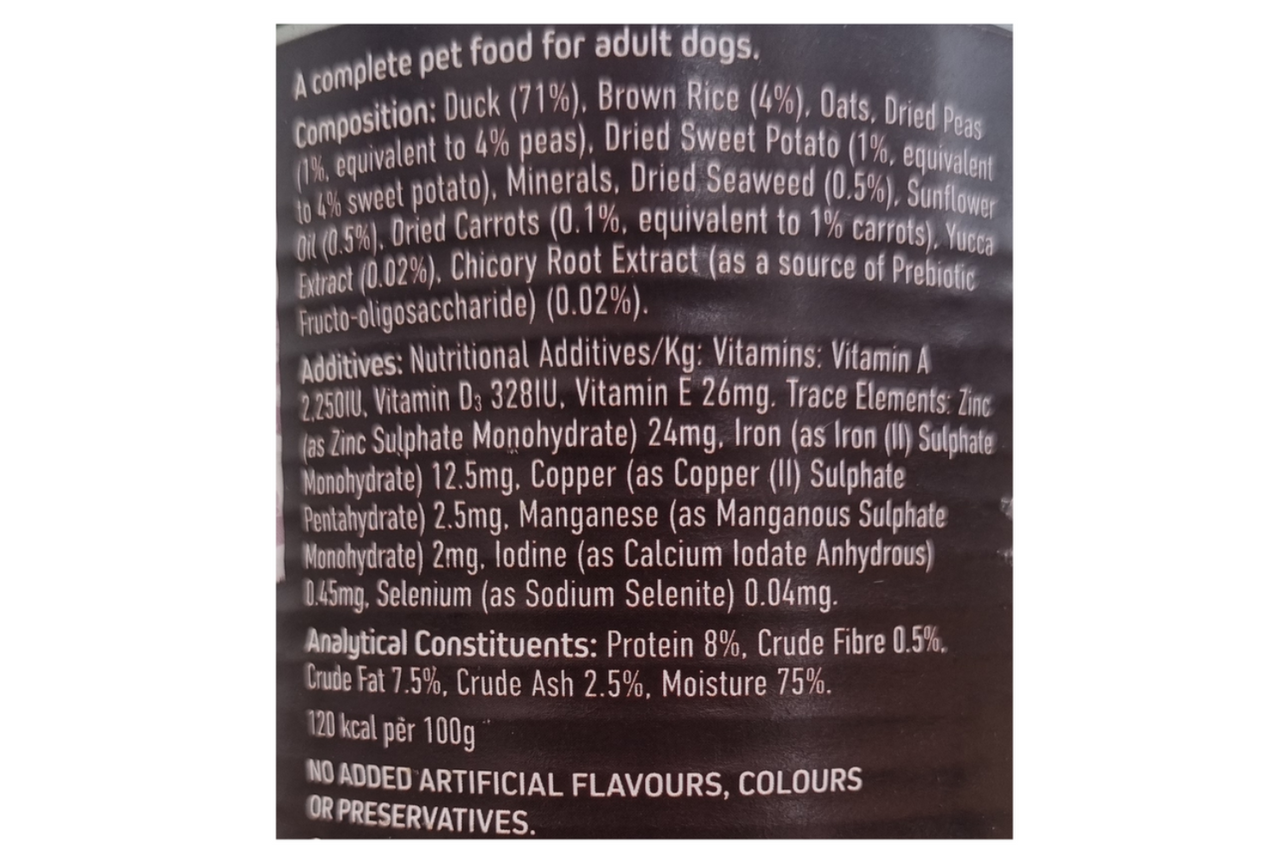 A complete pet food for adult dogs.
Composition: Duck (71%), Brown Rice (4%), Oats, Dried Peas
(1%, equivalent to 4% peas), Dried Sweet Potato (1%, equivalent
to 4% sweet potato), Minerals, Dried Seaweed (0.5%), Sunflower
Oil (0.5%), Dried Carrots (0.1%, equivalent to 1% carrots), Yucca
Extract (0.02%), Chicory Root Extract (as a source of Prebiotic
Fructo-oligosaccharide) (0.02%).
Additives: Nutritional Additives/Kg: Vitamins: Vitamin A
2,250IU, Vitamin D₃ 328IU, Vitamin E 26mg. Trace Elements: Zinc
(as Zinc Sulphate Monohydrate) 24mg, Iron (as Iron (II) Sulphate
Monohydrate) 12.5mg, Copper (as Copper (II) Sulphate
Pentahydrate) 2.5mg, Manganese (as Manganous Sulphate
Monohydrate) 2mg, Iodine (as Calcium Iodate Anhydrous)
0.45mg, Selenium (as Sodium Selenite) 0.04mg.
Analytical Constituents: Protein 8%, Crude Fibre 0.5%,
Crude Fat 7.5%, Crude Ash 2.5%, Moisture 75%.
120 kcal per 100g
NO ADDED ARTIFICIAL FLAVOURS, COLOURS
OR PRESERVATIVES.